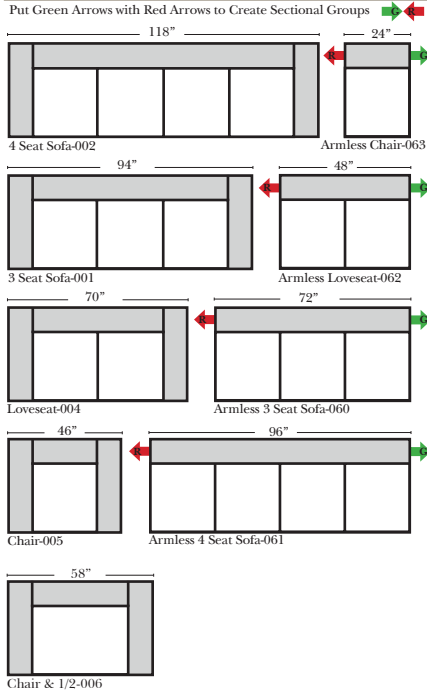 Put Green Arrows with Red Arrows to Create Sectional Groups G R
118” 24”
R G
4 Seat Sofa-002 Armless Chair-063
94” 48”
R G
3 Seat Sofa-001 Armless Loveseat-062
70” 72”
R G
Loveseat-004 Armless 3 Seat Sofa-060
46” 96”
R G
Chair-005 Armless 4 Seat Sofa-061
58”
Chair & 1/2-006